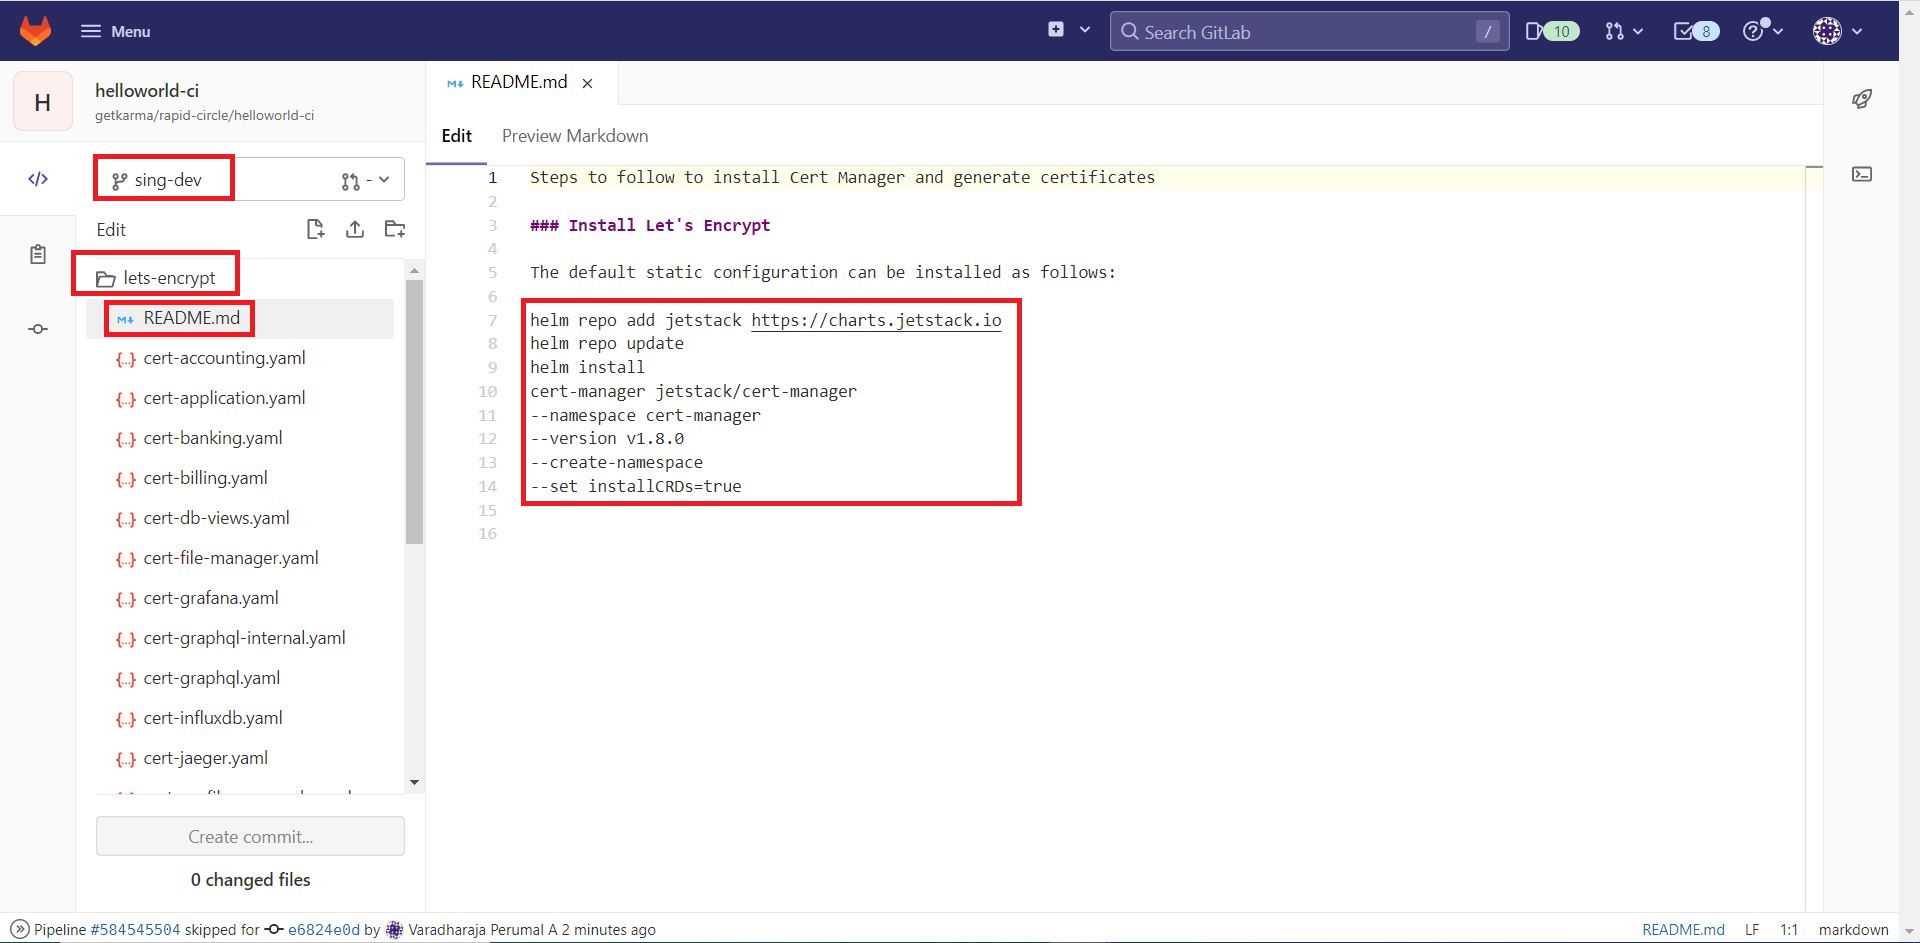 Menu
Search GitLab
/
10
8
H
helloworld-ci
getkarma/rapid-circle/helloworld-ci
README.md
sing-dev
-
Edit
lets-encrypt
README.md
cert-accounting.yaml
cert-application.yaml
cert-banking.yaml
cert-billing.yaml
cert-db-views.yaml
cert-file-manager.yaml
cert-grafana.yaml
cert-graphql-internal.yaml
cert-graphql.yaml
cert-influxdb.yaml
cert-jaeger.yaml
Create commit...
0 changed files
Edit Preview Markdown
1 Steps to follow to install Cert Manager and generate certificates
2
3 ### Install Let's Encrypt
4
5 The default static configuration can be installed as follows:
6
7 helm repo add jetstack https://charts.jetstack.io
8 helm repo update
9 helm install
10 cert-manager jetstack/cert-manager
11 --namespace cert-manager
12 --version v1.8.0
13 --create-namespace
14 --set installCRDs=true
15
16
Pipeline #584545504 skipped for e6824e0d by Varadharaja Perumal A 2 minutes ago
README.md LF 1:1 markdown